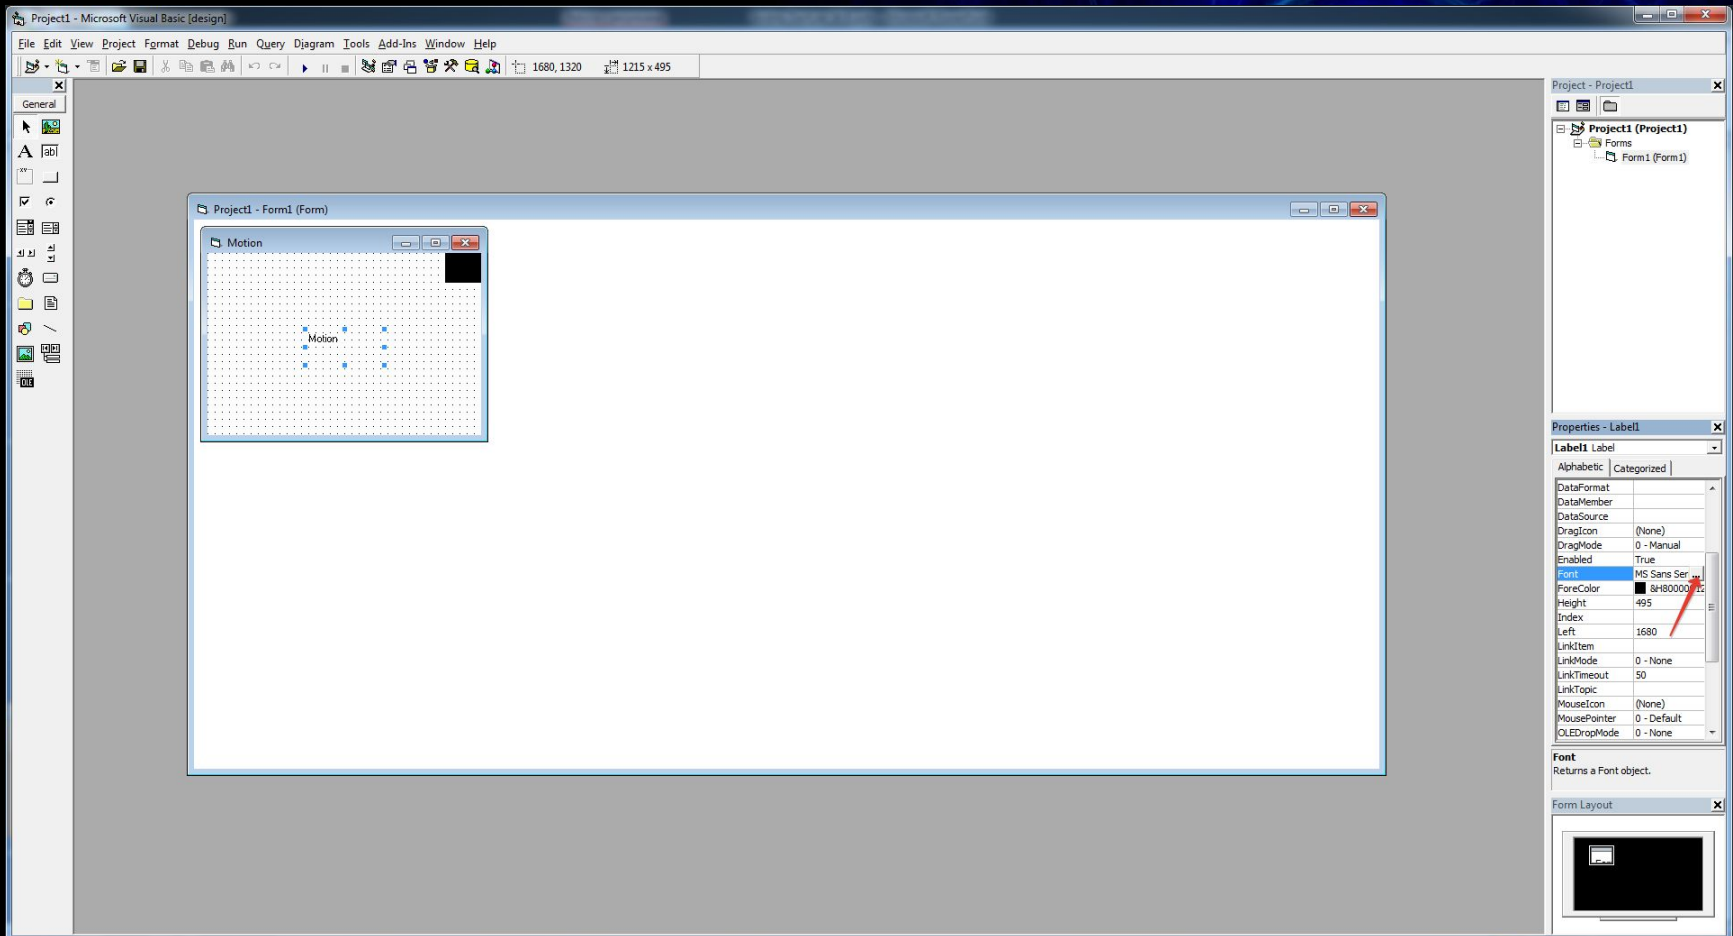 Project1 - Microsoft Visual Basic [design]
File Edit View Project Format Debug Run Query Diagram Tools Add-Ins Window Help
1680, 1320 1215 x 495
General
A ab|
OLE
Project1 - Form1 (Form)
Motion
Motion
Project - Project1
Project1 (Project1)
Forms
Form1 (Form1)
Properties - Label1
Label1 Label
Alphabetic Categorized
DataFormat
DataMember
DataSource
DragIcon (None)
DragMode 0 - Manual
Enabled True
Font MS Sans Ser ...
ForeColor
Height 495
Index
Left 1680
LinkItem
LinkMode 0 - None
LinkTimeout 50
LinkTopic
MouseIcon (None)
MousePointer 0 - Default
OLEDropMode 0 - None
Font
Returns a Font object.
Form Layout